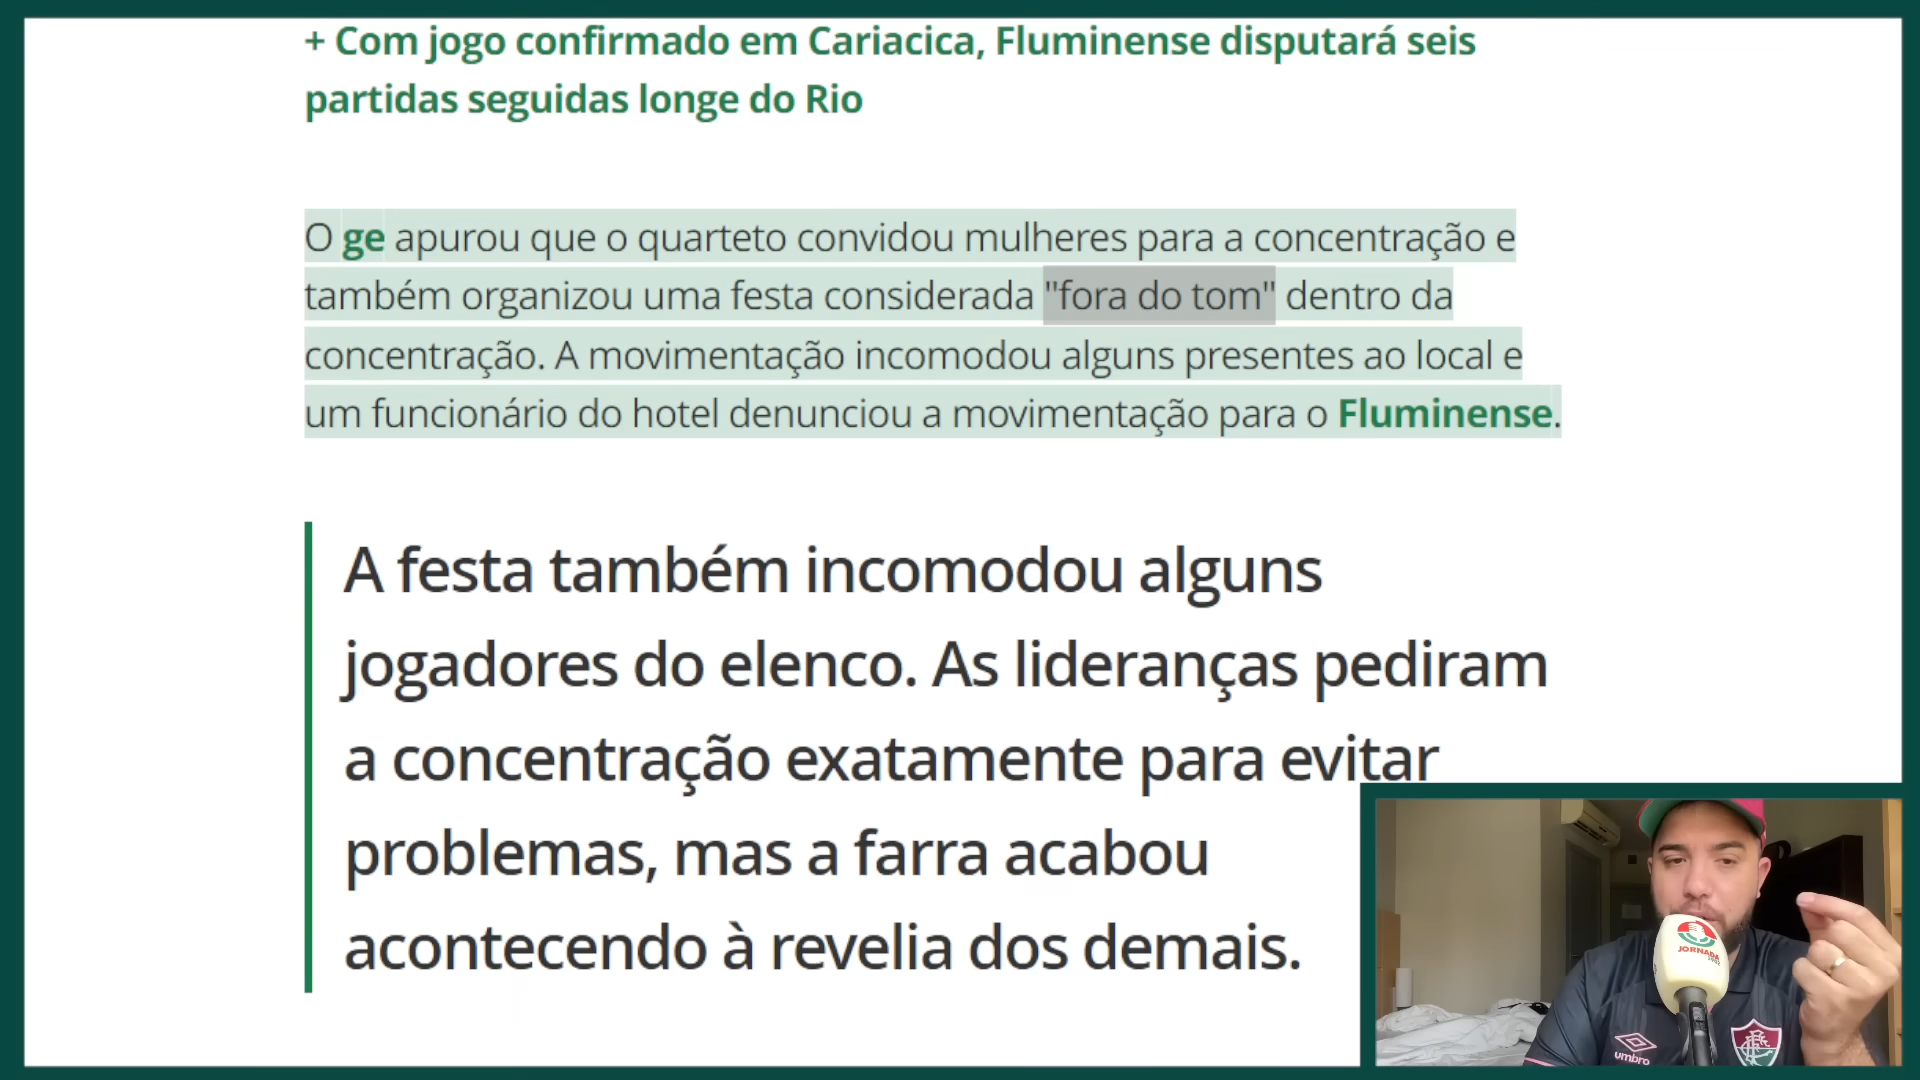 + Com jogo confirmado em Cariacica, Fluminense disputará seis
partidas seguidas longe do Rio
O ge apurou que o quarteto convidou mulheres para a concentração e
também organizou uma festa considerada "fora do tom" dentro da
concentração. A movimentação incomodou alguns presentes ao local e
um funcionário do hotel denunciou a movimentação para o Fluminense.
A festa também incomodou alguns
jogadores do elenco. As lideranças pediram
a concentração exatamente para evitar
problemas, mas a farra acabou
acontecendo à revelia dos demais.
JORNADA
umbro